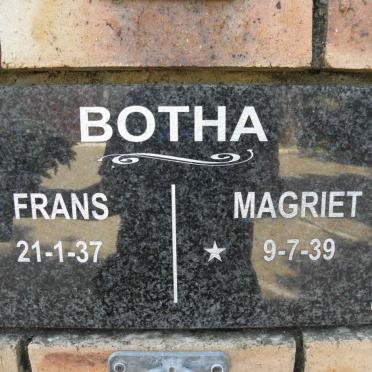 BOTHA
FRANS MAGRIET
21-1-37 ★ 9-7-39